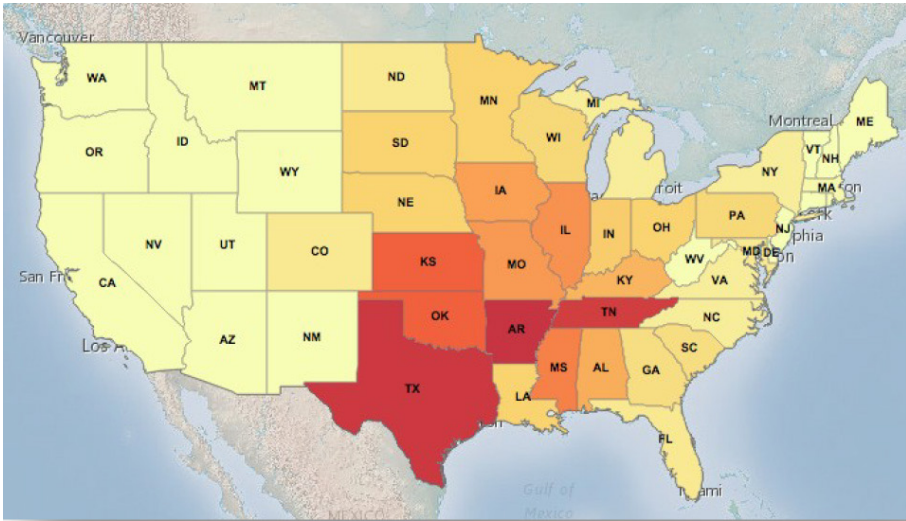 Vancouver
WA
MT
ND
MN
MI
Montreal
ME
OR
ID
SD
WI
VT
NH
WY
NY
MA
IA
NE
PA
NV
UT
CO
IL
IN
OH
NJ
MD
DE
KS
MO
WV
KY
VA
CA
San Fr
OK
AR
TN
NC
AZ
NM
Los A
SC
TX
MS
AL
GA
LA
FL
Gulf of
Mexico
MEXICO